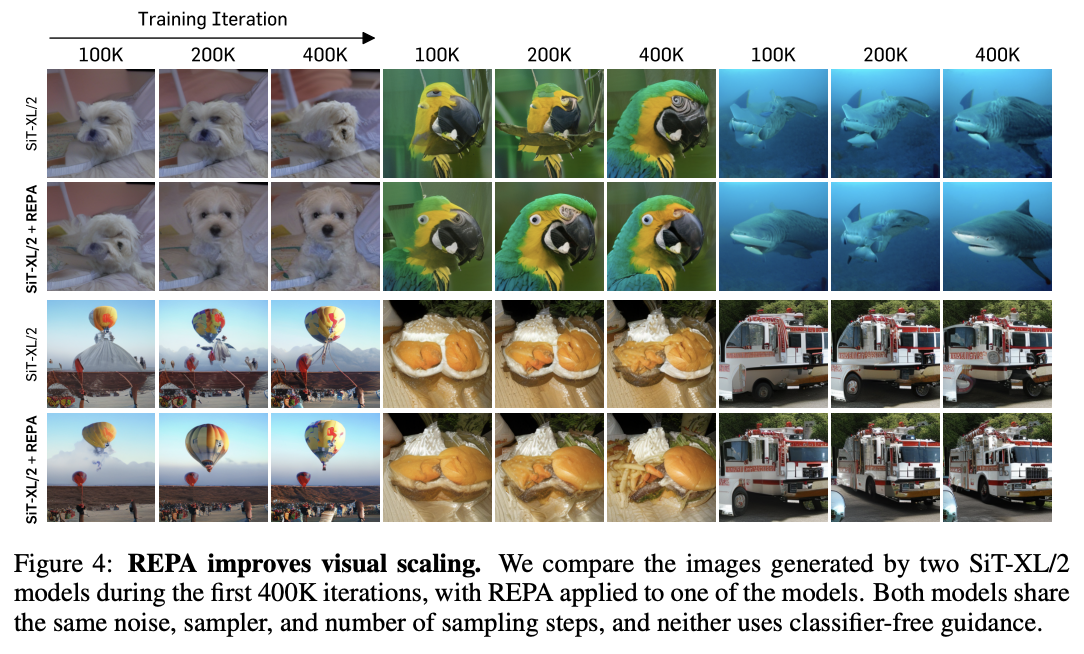 Training Iteration
100K 200K 400K 100K 200K 400K 100K 200K 400K
SiT-XL/2
SiT-XL/2 + REPA
SiT-XL/2
SiT-XL/2 + REPA
Figure 4: REPA improves visual scaling. We compare the images generated by two SiT-XL/2
models during the first 400K iterations, with REPA applied to one of the models. Both models share
the same noise, sampler, and number of sampling steps, and neither uses classifier-free guidance.